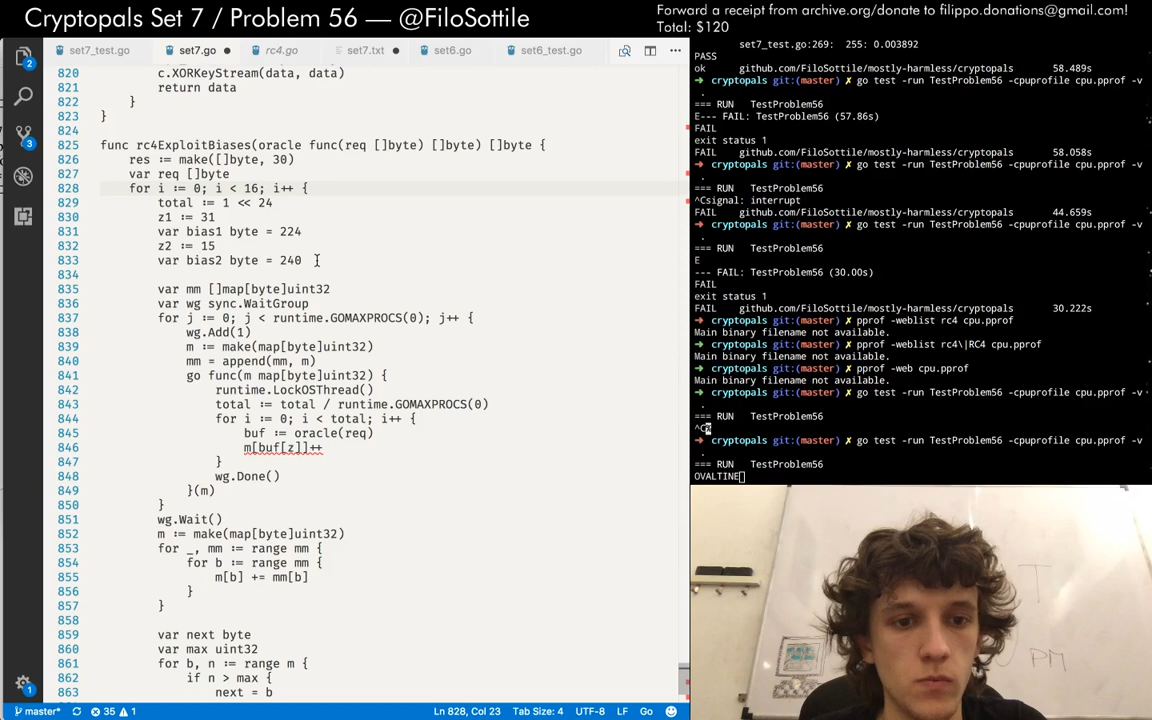 Cryptopals Set 7 / Problem 56 — @FiloSottile
Forward a receipt from archive.org/donate to filippo.donations@gmail.com!
Total: $120
set7_test.go
set7.go
rc4.go
set7.txt
set6.go
set6_test.go
820 c.XORKeyStream(data, data)
821 return data
822 }
823 }
824
825 func rc4ExploitBiases(oracle func(req []byte) []byte) []byte {
826 res := make([]byte, 30)
827 var req []byte
828 for i := 0; i < 16; i++ {
829 total := 1 << 24
830 z1 := 31
831 var bias1 byte = 224
832 z2 := 15
833 var bias2 byte = 240
834
835 var mm []map[byte]uint32
836 var wg sync.WaitGroup
837 for j := 0; j < runtime.GOMAXPROCS(0); j++ {
838 wg.Add(1)
839 m := make(map[byte]uint32)
840 mm = append(mm, m)
841 go func(m map[byte]uint32) {
842 runtime.LockOSThread()
843 total := total / runtime.GOMAXPROCS(0)
844 for i := 0; i < total; i++ {
845 buf := oracle(req)
846 m[buf[z]]++
847 }
848 wg.Done()
849 }(m)
850 }
851 wg.Wait()
852 m := make(map[byte]uint32)
853 for _, mm := range mm {
854 for b := range mm {
855 m[b] += mm[b]
856 }
857 }
858
859 var next byte
860 var max uint32
861 for b, n := range m {
862 if n > max {
863 next = b
set7_test.go:269: 255: 0.003892
PASS
ok github.com/FiloSottile/mostly-harmless/cryptopals 58.489s
➜ cryptopals git:(master) ✗ go test -run TestProblem56 -cpuprofile cpu.pprof -v
.
=== RUN TestProblem56
E--- FAIL: TestProblem56 (57.86s)
FAIL
exit status 1
FAIL github.com/FiloSottile/mostly-harmless/cryptopals 58.058s
➜ cryptopals git:(master) ✗ go test -run TestProblem56 -cpuprofile cpu.pprof -v
.
=== RUN TestProblem56
^Csignal: interrupt
FAIL github.com/FiloSottile/mostly-harmless/cryptopals 44.659s
➜ cryptopals git:(master) ✗ go test -run TestProblem56 -cpuprofile cpu.pprof -v
.
=== RUN TestProblem56
E
--- FAIL: TestProblem56 (30.00s)
FAIL
exit status 1
FAIL github.com/FiloSottile/mostly-harmless/cryptopals 30.222s
➜ cryptopals git:(master) ✗ pprof -weblist rc4 cpu.pprof
Main binary filename not available.
➜ cryptopals git:(master) ✗ pprof -weblist rc4\|RC4 cpu.pprof
Main binary filename not available.
➜ cryptopals git:(master) ✗ pprof -web cpu.pprof
Main binary filename not available.
➜ cryptopals git:(master) ✗ go test -run TestProblem56 -cpuprofile cpu.pprof -v
.
=== RUN TestProblem56
➜ cryptopals git:(master) ✗ go test -run TestProblem56 -cpuprofile cpu.pprof -v
.
=== RUN TestProblem56
OVALTINE
T
PM
2
3
1
master* 35 1
Ln 828, Col 23 Tab Size: 4 UTF-8 LF Go